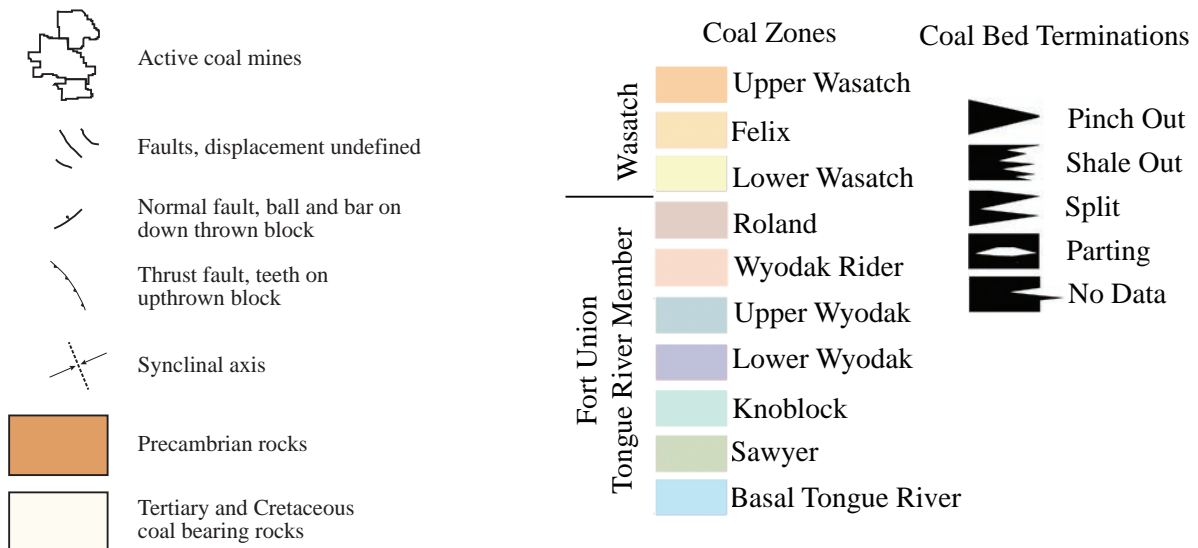 Active coal mines
Faults, displacement undefined
Normal fault, ball and bar on
down thrown block
Thrust fault, teeth on
upthrown block
Synclinal axis
Precambrian rocks
Tertiary and Cretaceous
coal bearing rocks
Coal Zones
Wasatch
Upper Wasatch
Felix
Lower Wasatch
Fort Union
Tongue River Member
Roland
Wyodak Rider
Upper Wyodak
Lower Wyodak
Knoblock
Sawyer
Basal Tongue River
Coal Bed Terminations
Pinch Out
Shale Out
Split
Parting
No Data